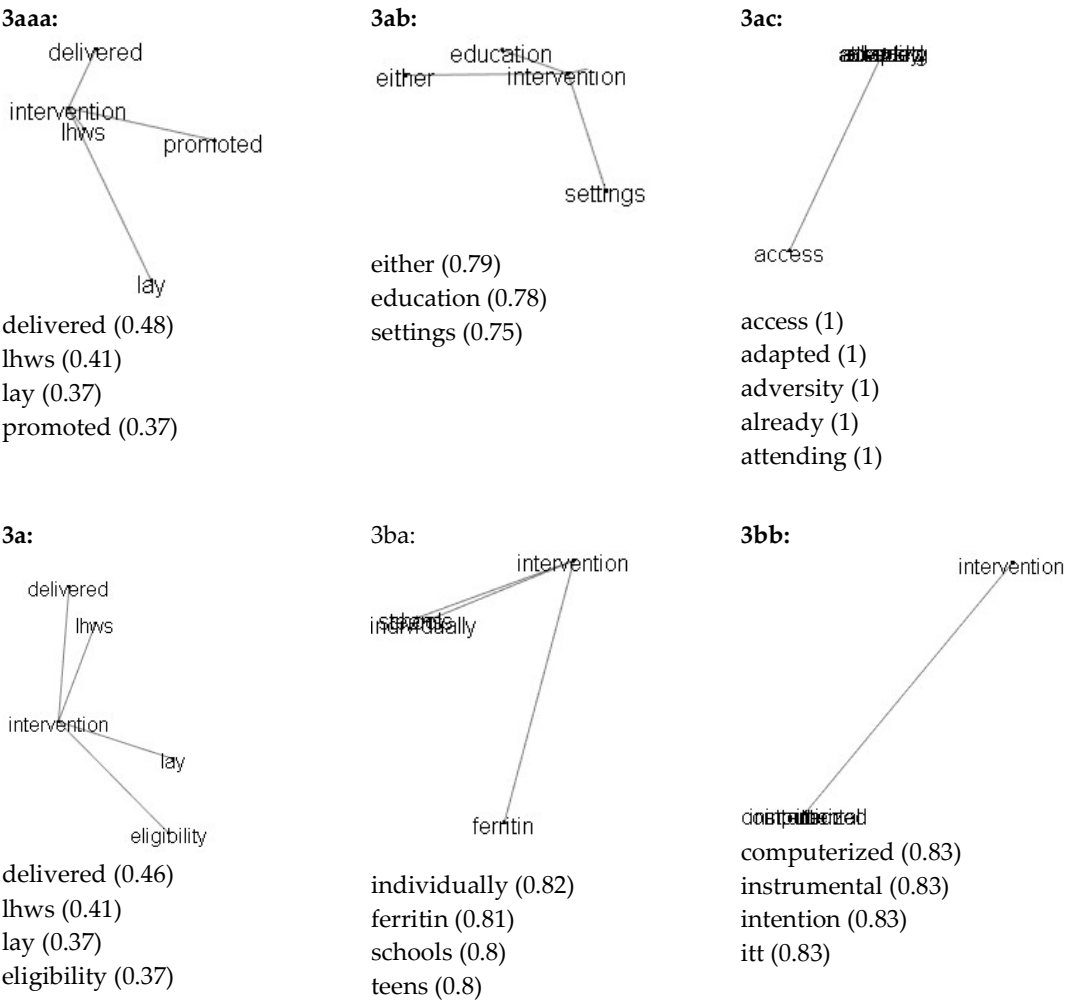 3aaa:
delivered
intervention
lhws
promoted
lay
delivered (0.48)
lhws (0.41)
lay (0.37)
promoted (0.37)
3ab:
education
either
intervention
settings
either (0.79)
education (0.78)
settings (0.75)
3ac:
access
access (1)
adapted (1)
adversity (1)
already (1)
attending (1)
3a:
delivered
lhws
intervention
lay
eligibility
delivered (0.46)
lhws (0.41)
lay (0.37)
eligibility (0.37)
3ba:
intervention
schools
individually
ferritin
individually (0.82)
ferritin (0.81)
schools (0.8)
teens (0.8)
3bb:
intervention
computerized (0.83)
instrumental (0.83)
intention (0.83)
itt (0.83)